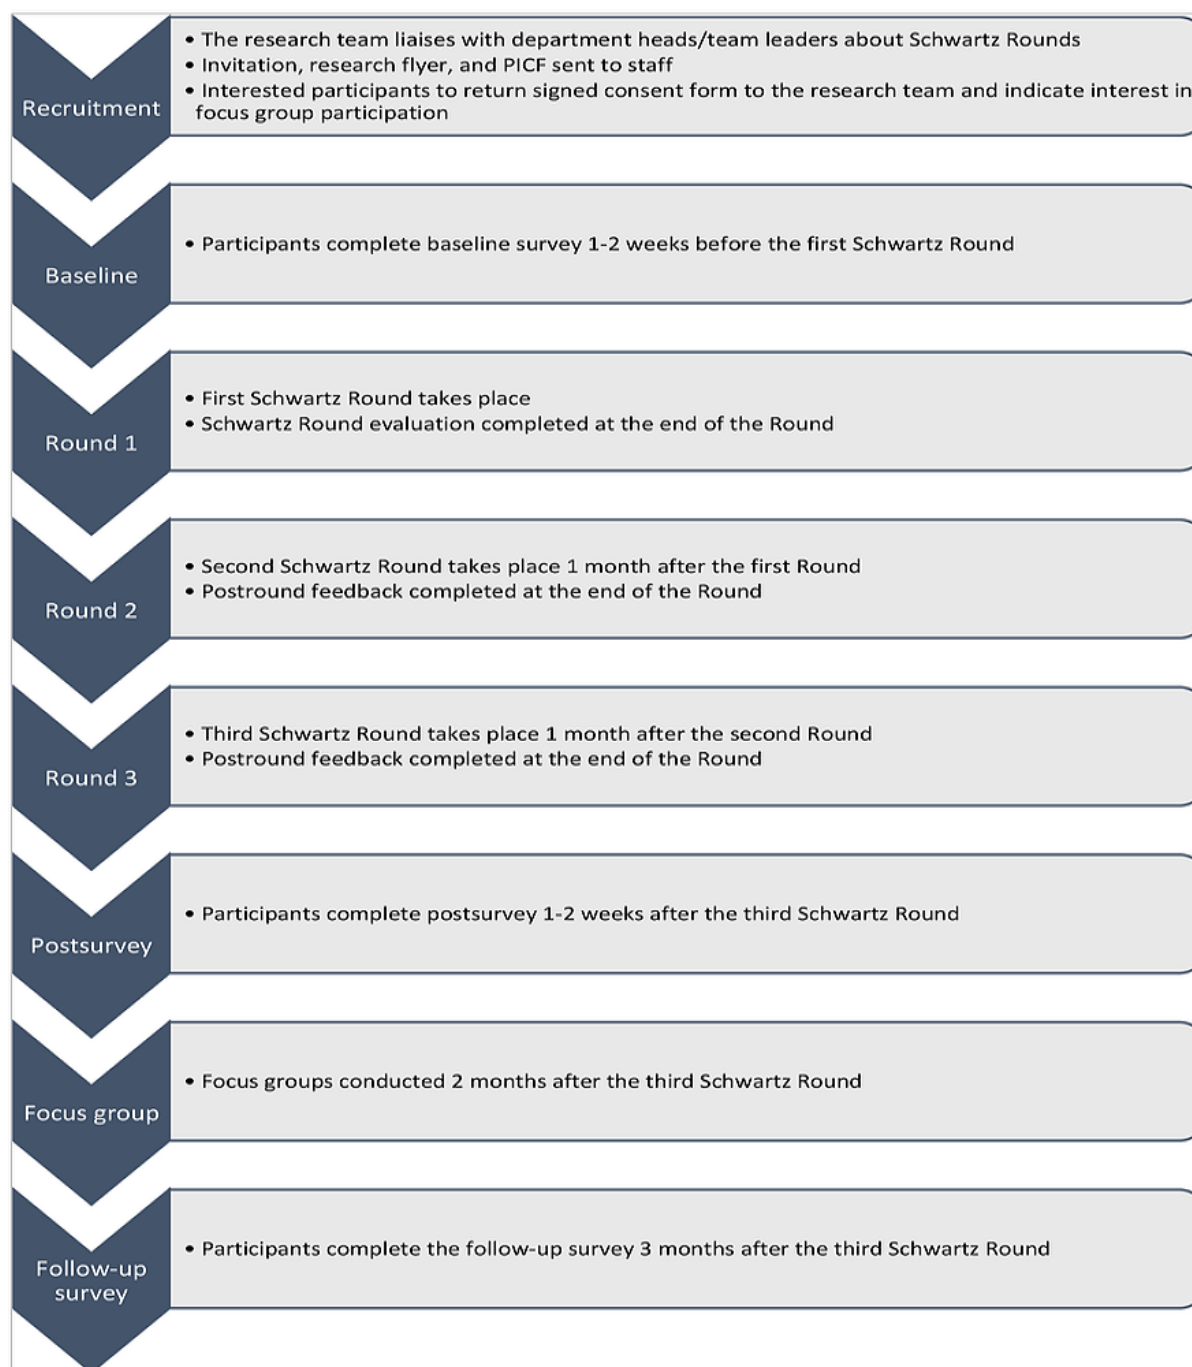 Recruitment
• The research team liaises with department heads/team leaders about Schwartz Rounds
• Invitation, research flyer, and PICF sent to staff
• Interested participants to return signed consent form to the research team and indicate interest in
focus group participation
Baseline
• Participants complete baseline survey 1-2 weeks before the first Schwartz Round
Round 1
• First Schwartz Round takes place
• Schwartz Round evaluation completed at the end of the Round
Round 2
• Second Schwartz Round takes place 1 month after the first Round
• Postround feedback completed at the end of the Round
Round 3
• Third Schwartz Round takes place 1 month after the second Round
• Postround feedback completed at the end of the Round
Postsurvey
• Participants complete postsurvey 1-2 weeks after the third Schwartz Round
Focus group
• Focus groups conducted 2 months after the third Schwartz Round
Follow-up
survey
• Participants complete the follow-up survey 3 months after the third Schwartz Round